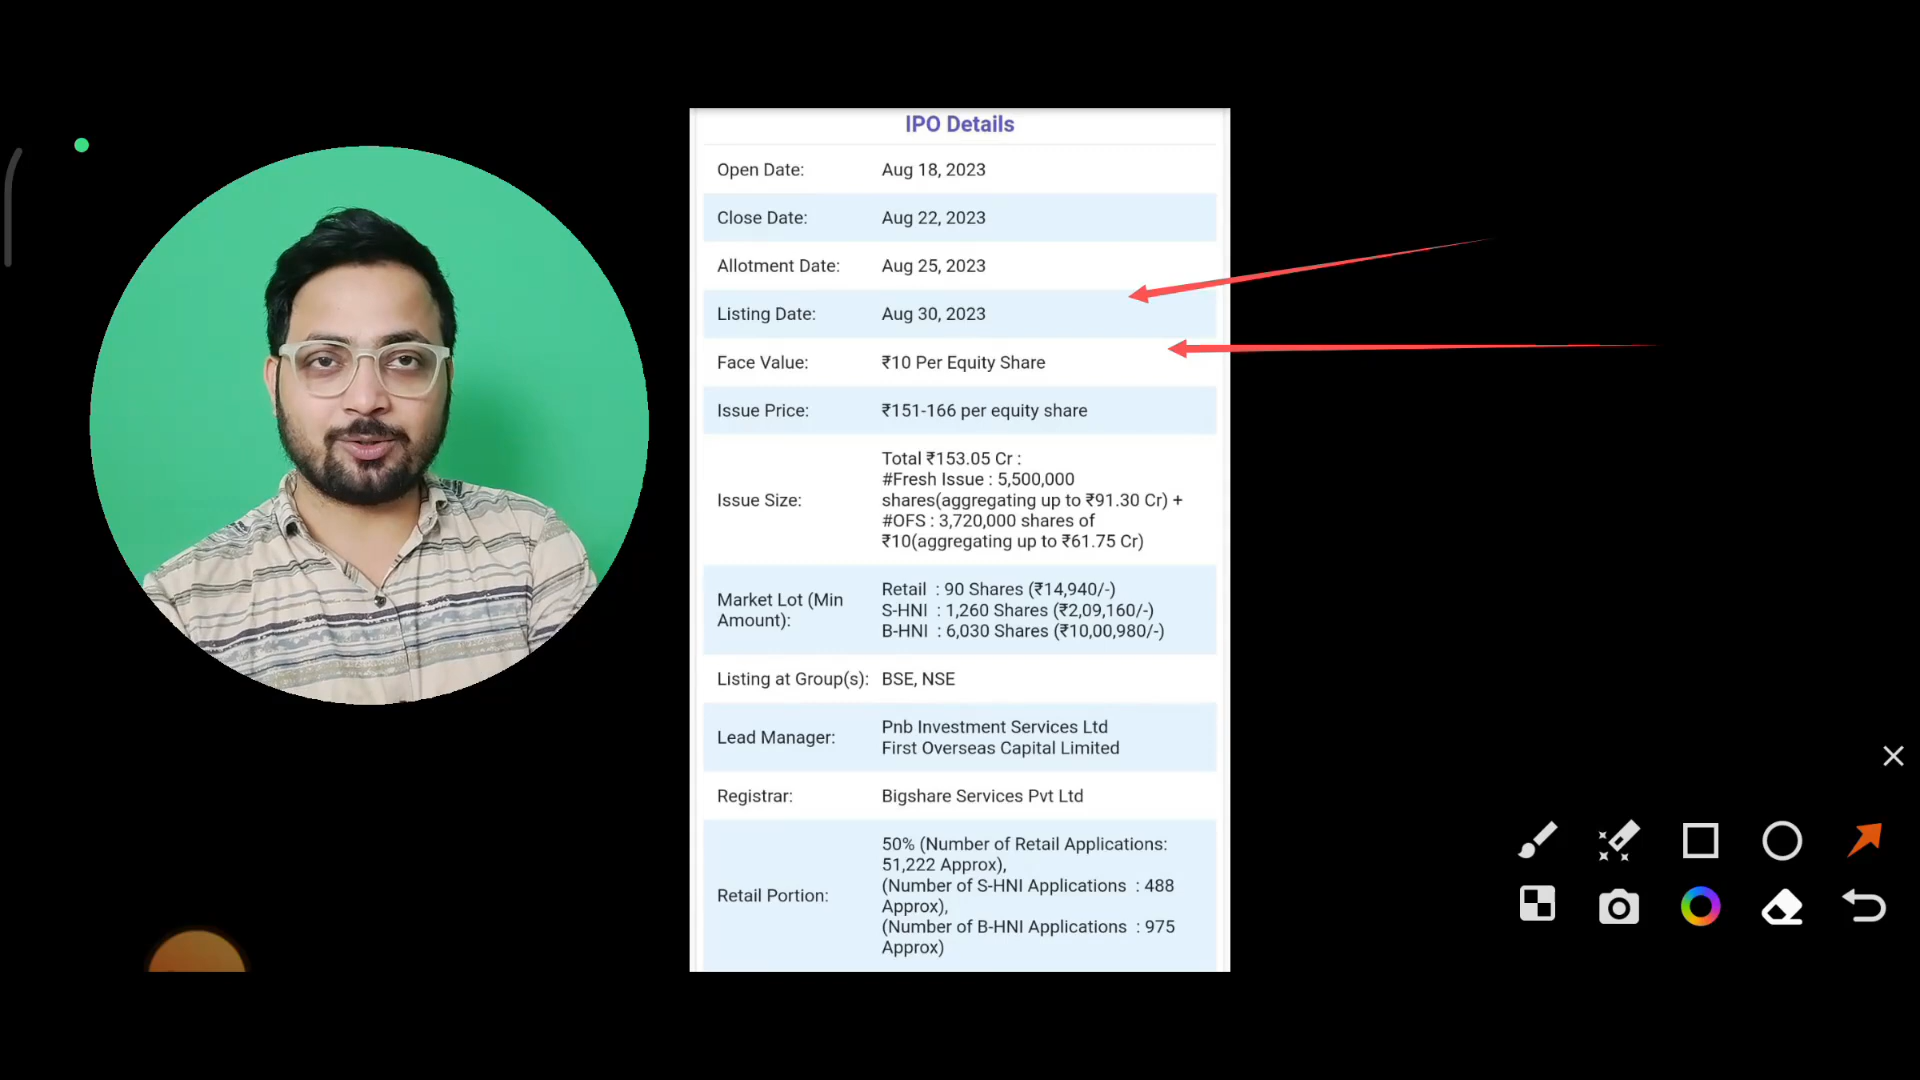 IPO Details
Open Date: Aug 18, 2023
Close Date: Aug 22, 2023
Allotment Date: Aug 25, 2023
Listing Date: Aug 30, 2023
Face Value: ₹10 Per Equity Share
Issue Price: ₹151-166 per equity share
Issue Size:
Total ₹153.05 Cr :
#Fresh Issue : 5,500,000
shares(aggregating up to ₹91.30 Cr) +
#OFS : 3,720,000 shares of
₹10(aggregating up to ₹61.75 Cr)
Market Lot (Min
Amount):
Retail : 90 Shares (₹14,940/-)
S-HNI : 1,260 Shares (₹2,09,160/-)
B-HNI : 6,030 Shares (₹10,00,980/-)
Listing at Group(s): BSE, NSE
Lead Manager:
Pnb Investment Services Ltd
First Overseas Capital Limited
Registrar: Bigshare Services Pvt Ltd
Retail Portion:
50% (Number of Retail Applications:
51,222 Approx),
(Number of S-HNI Applications : 488
Approx),
(Number of B-HNI Applications : 975
Approx)